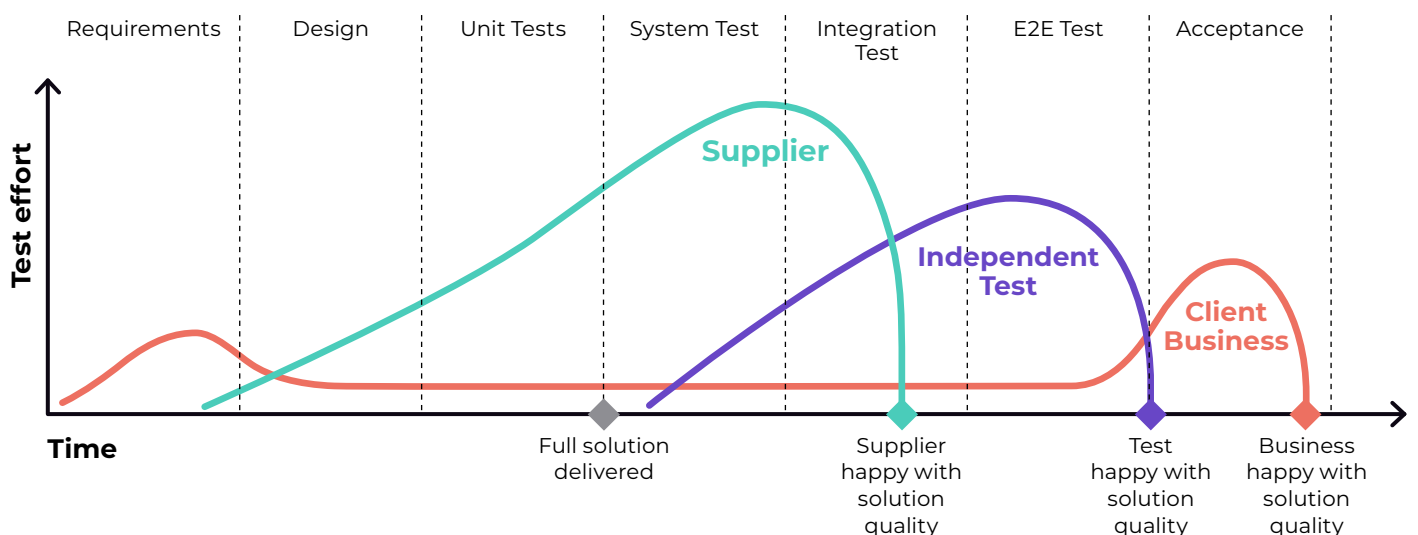 Requirements
Design
Unit Tests
System Test
Integration
Test
E2E Test
Acceptance
Test effort
Supplier
Independent
Test
Client
Business
Time
Full solution
delivered
Supplier
happy with
solution
quality
Test
happy with
solution
quality
Business
happy with
solution
quality